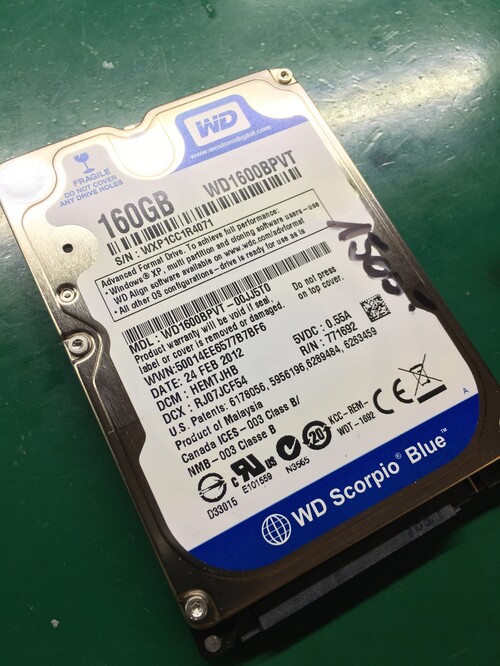 WD
www.westerndigital.com
FRAGILE
DO NOT COVER
ANY DRIVE HOLES
160GB WD1600BPVT
S/N : WXP1CC1R4071
Advanced Format Drive. To achieve full performance:
• Windows® XP, multi partition and cloning software users-use
WD Align software available on www.wdc.com/advformat
• All other OS configurations-drive is ready for use as is
MDL : WD1600BPVT-00JJ5T0
Product warranty will be void if seal,
label or cover is removed or damaged.
Do not press
on top cover.
WWN:50014EE6577B7BF6
DATE: 24 FEB 2012
5VDC : 0.55A
DCM : HEMTJHB
R/N : 771692
DCX : RJ07JCF54
U.S. Patents: 6178056, 5956196,6289484, 6263459
Product of Malaysia
Canada ICES-003 Class B/
NMB-003 Classe B
KCC-REM-
WDT-1692
D33015 E101559 N3565
WD Scorpio® Blue™